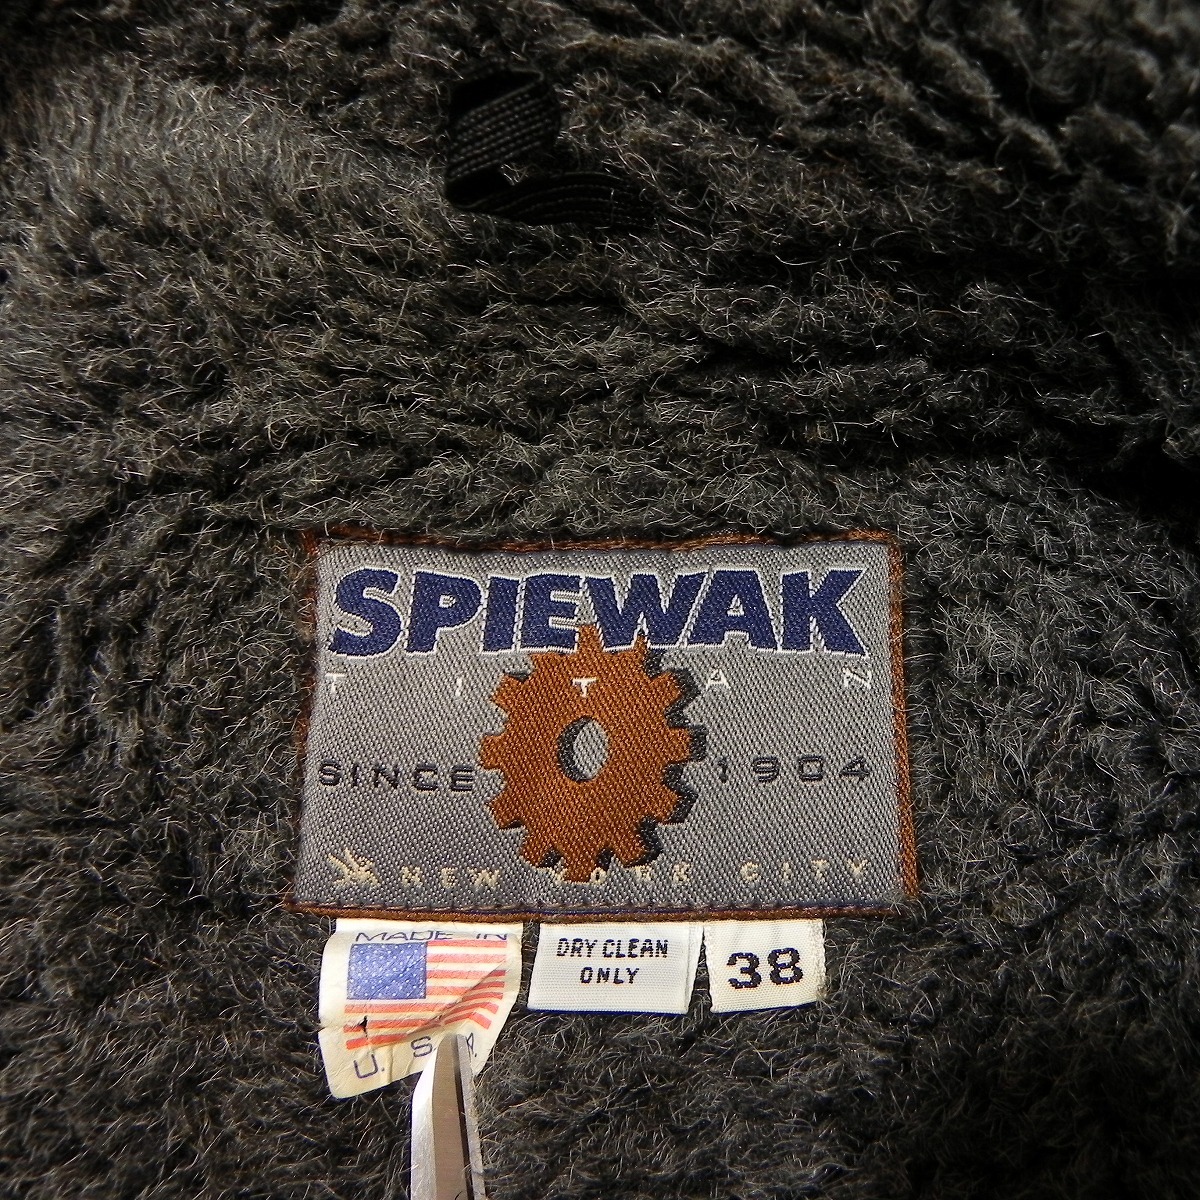 SPIEWAK
TITAN
SINCE 1904
NEW YORK CITY
MADE IN
U.S.A.
DRY CLEAN
ONLY
38